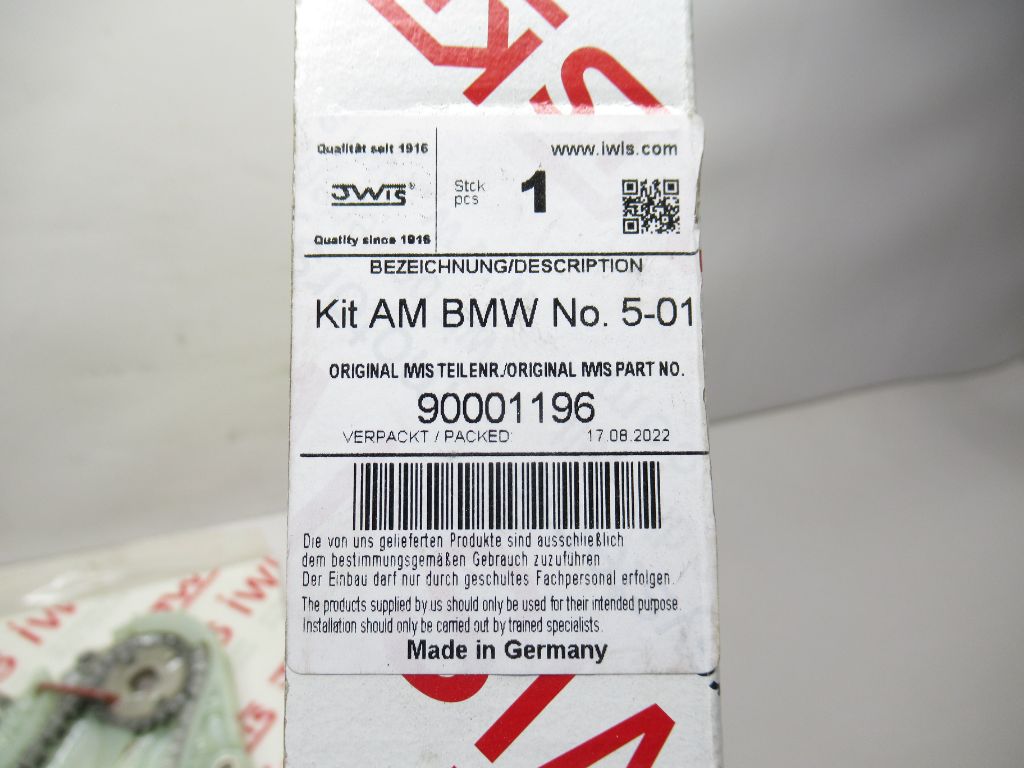 iwis
Qualität seit 1916
www.iwis.com
JWIS®
Stck
pcs
1
Quality since 1916
BEZEICHNUNG/DESCRIPTION
Kit AM BMW No. 5-01
ORIGINAL IWIS TEILENR./ORIGINAL IWIS PART NO.
90001196
VERPACKT / PACKED: 17.08.2022
Die von uns gelieferten Produkte sind ausschließlich
dem bestimmungsgemäßen Gebrauch zuzuführen.
Der Einbau darf nur durch geschultes Fachpersonal erfolgen.
The products supplied by us should only be used for their intended purpose.
Installation should only be carried out by trained specialists.
Made in Germany
iwis
iwis